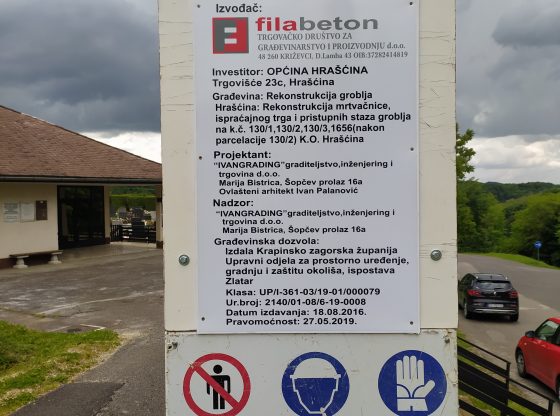 Izvođač:
filabeton
TRGOVAČKO DRUŠTVO ZA
GRAĐEVINARSTVO I PROIZVODNJU d.o.o.
48 260 KRIŽEVCI, D.Lamba 43 OIB:37282414819
Investitor: OPĆINA HRAŠĆINA
Trgovišće 23c, Hrašćina
Građevina: Rekonstrukcija groblja
Hrašćina: Rekonstrukcija mrtvačnice,
ispraćajnog trga i pristupnih staza groblja
na k.č. 130/1,130/2,130/3,1656(nakon
parcelacije 130/2) K.O. Hrašćina
Projektant:
“IVANGRADING”graditeljstvo,inženjering i
trgovina d.o.o.
Marija Bistrica, Šopčev prolaz 16a
Ovlašteni arhitekt Ivan Palanović
Nadzor:
“IVANGRADING”graditeljstvo,inženjering i
trgovina d.o.o.
Marija Bistrica, Šopčev prolaz 16a
Građevinska dozvola:
Izdala Krapinsko zagorska županija
Upravni odjela za prostorno uređenje,
gradnju i zaštitu okoliša, ispostava
Zlatar
Klasa: UP/I-361-03/19-01/000079
Ur.broj: 2140/01-08/6-19-0008
Datum izdavanja: 18.08.2016.
Pravomoćnost: 27.05.2019.